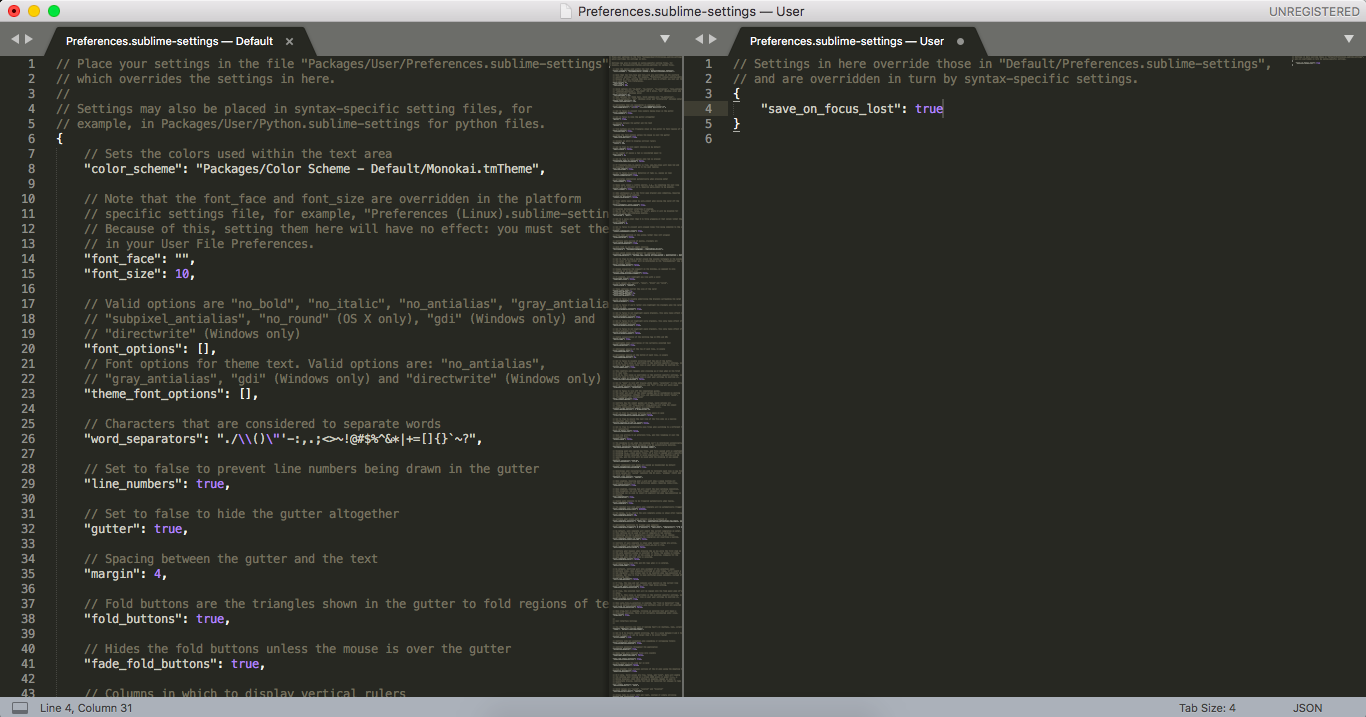 Preferences.sublime-settings — User
UNREGISTERED
Preferences.sublime-settings — Default
1 // Place your settings in the file "Packages/User/Preferences.sublime-settings"
2 // which overrides the settings in here.
3 //
4 // Settings may also be placed in syntax-specific setting files, for
5 // example, in Packages/User/Python.sublime-settings for python files.
6 {
7 // Sets the colors used within the text area
8 "color_scheme": "Packages/Color Scheme - Default/Monokai.tmTheme",
9
10 // Note that the font_face and font_size are overridden in the platform
11 // specific settings file, for example, "Preferences (Linux).sublime-settin
12 // Because of this, setting them here will have no effect: you must set the
13 // in your User File Preferences.
14 "font_face": "",
15 "font_size": 10,
16
17 // Valid options are "no_bold", "no_italic", "no_antialias", "gray_antialia
18 // "subpixel_antialias", "no_round" (OS X only), "gdi" (Windows only) and
19 // "directwrite" (Windows only)
20 "font_options": [],
21 // Font options for theme text. Valid options are: "no_antialias",
22 // "gray_antialias", "gdi" (Windows only) and "directwrite" (Windows only)
23 "theme_font_options": [],
24
25 // Characters that are considered to separate words
26 "word_separators": "./\\()\"'-:,.;<>~!@#$%^&*|+=[]{}`~?",
27
28 // Set to false to prevent line numbers being drawn in the gutter
29 "line_numbers": true,
30
31 // Set to false to hide the gutter altogether
32 "gutter": true,
33
34 // Spacing between the gutter and the text
35 "margin": 4,
36
37 // Fold buttons are the triangles shown in the gutter to fold regions of te
38 "fold_buttons": true,
39
40 // Hides the fold buttons unless the mouse is over the gutter
41 "fade_fold_buttons": true,
42
43 // Columns in which to display vertical rulers
Preferences.sublime-settings — User
1 // Settings in here override those in "Default/Preferences.sublime-settings",
2 // and are overridden in turn by syntax-specific settings.
3 {
4 "save_on_focus_lost": true
5 }
6
Line 4, Column 31
Tab Size: 4
JSON